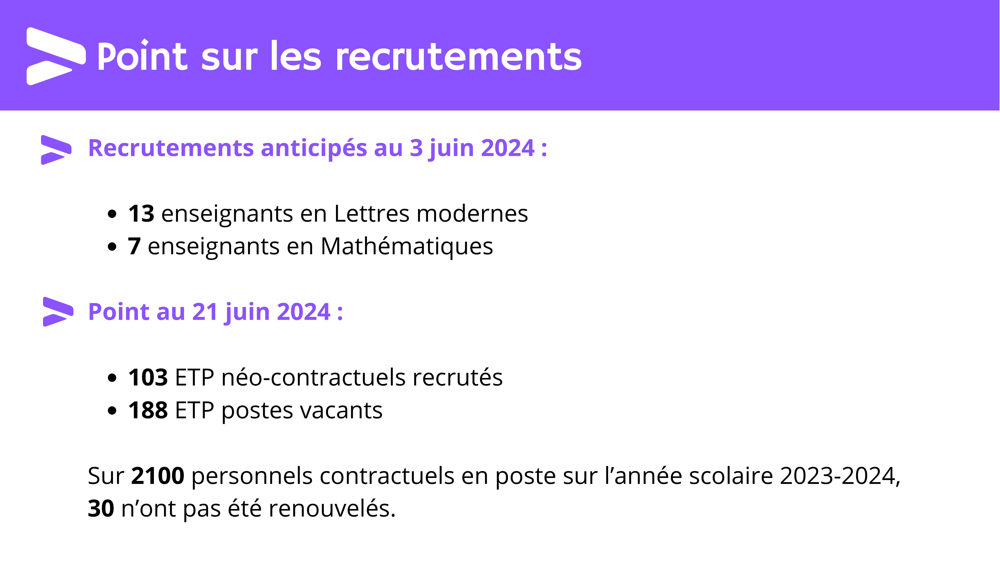 Point sur les recrutements
Recrutements anticipés au 3 juin 2024 :
• 13 enseignants en Lettres modernes
• 7 enseignants en Mathématiques
Point au 21 juin 2024 :
• 103 ETP néo-contractuels recrutés
• 188 ETP postes vacants
Sur 2100 personnels contractuels en poste sur l’année scolaire 2023-2024,
30 n’ont pas été renouvelés.